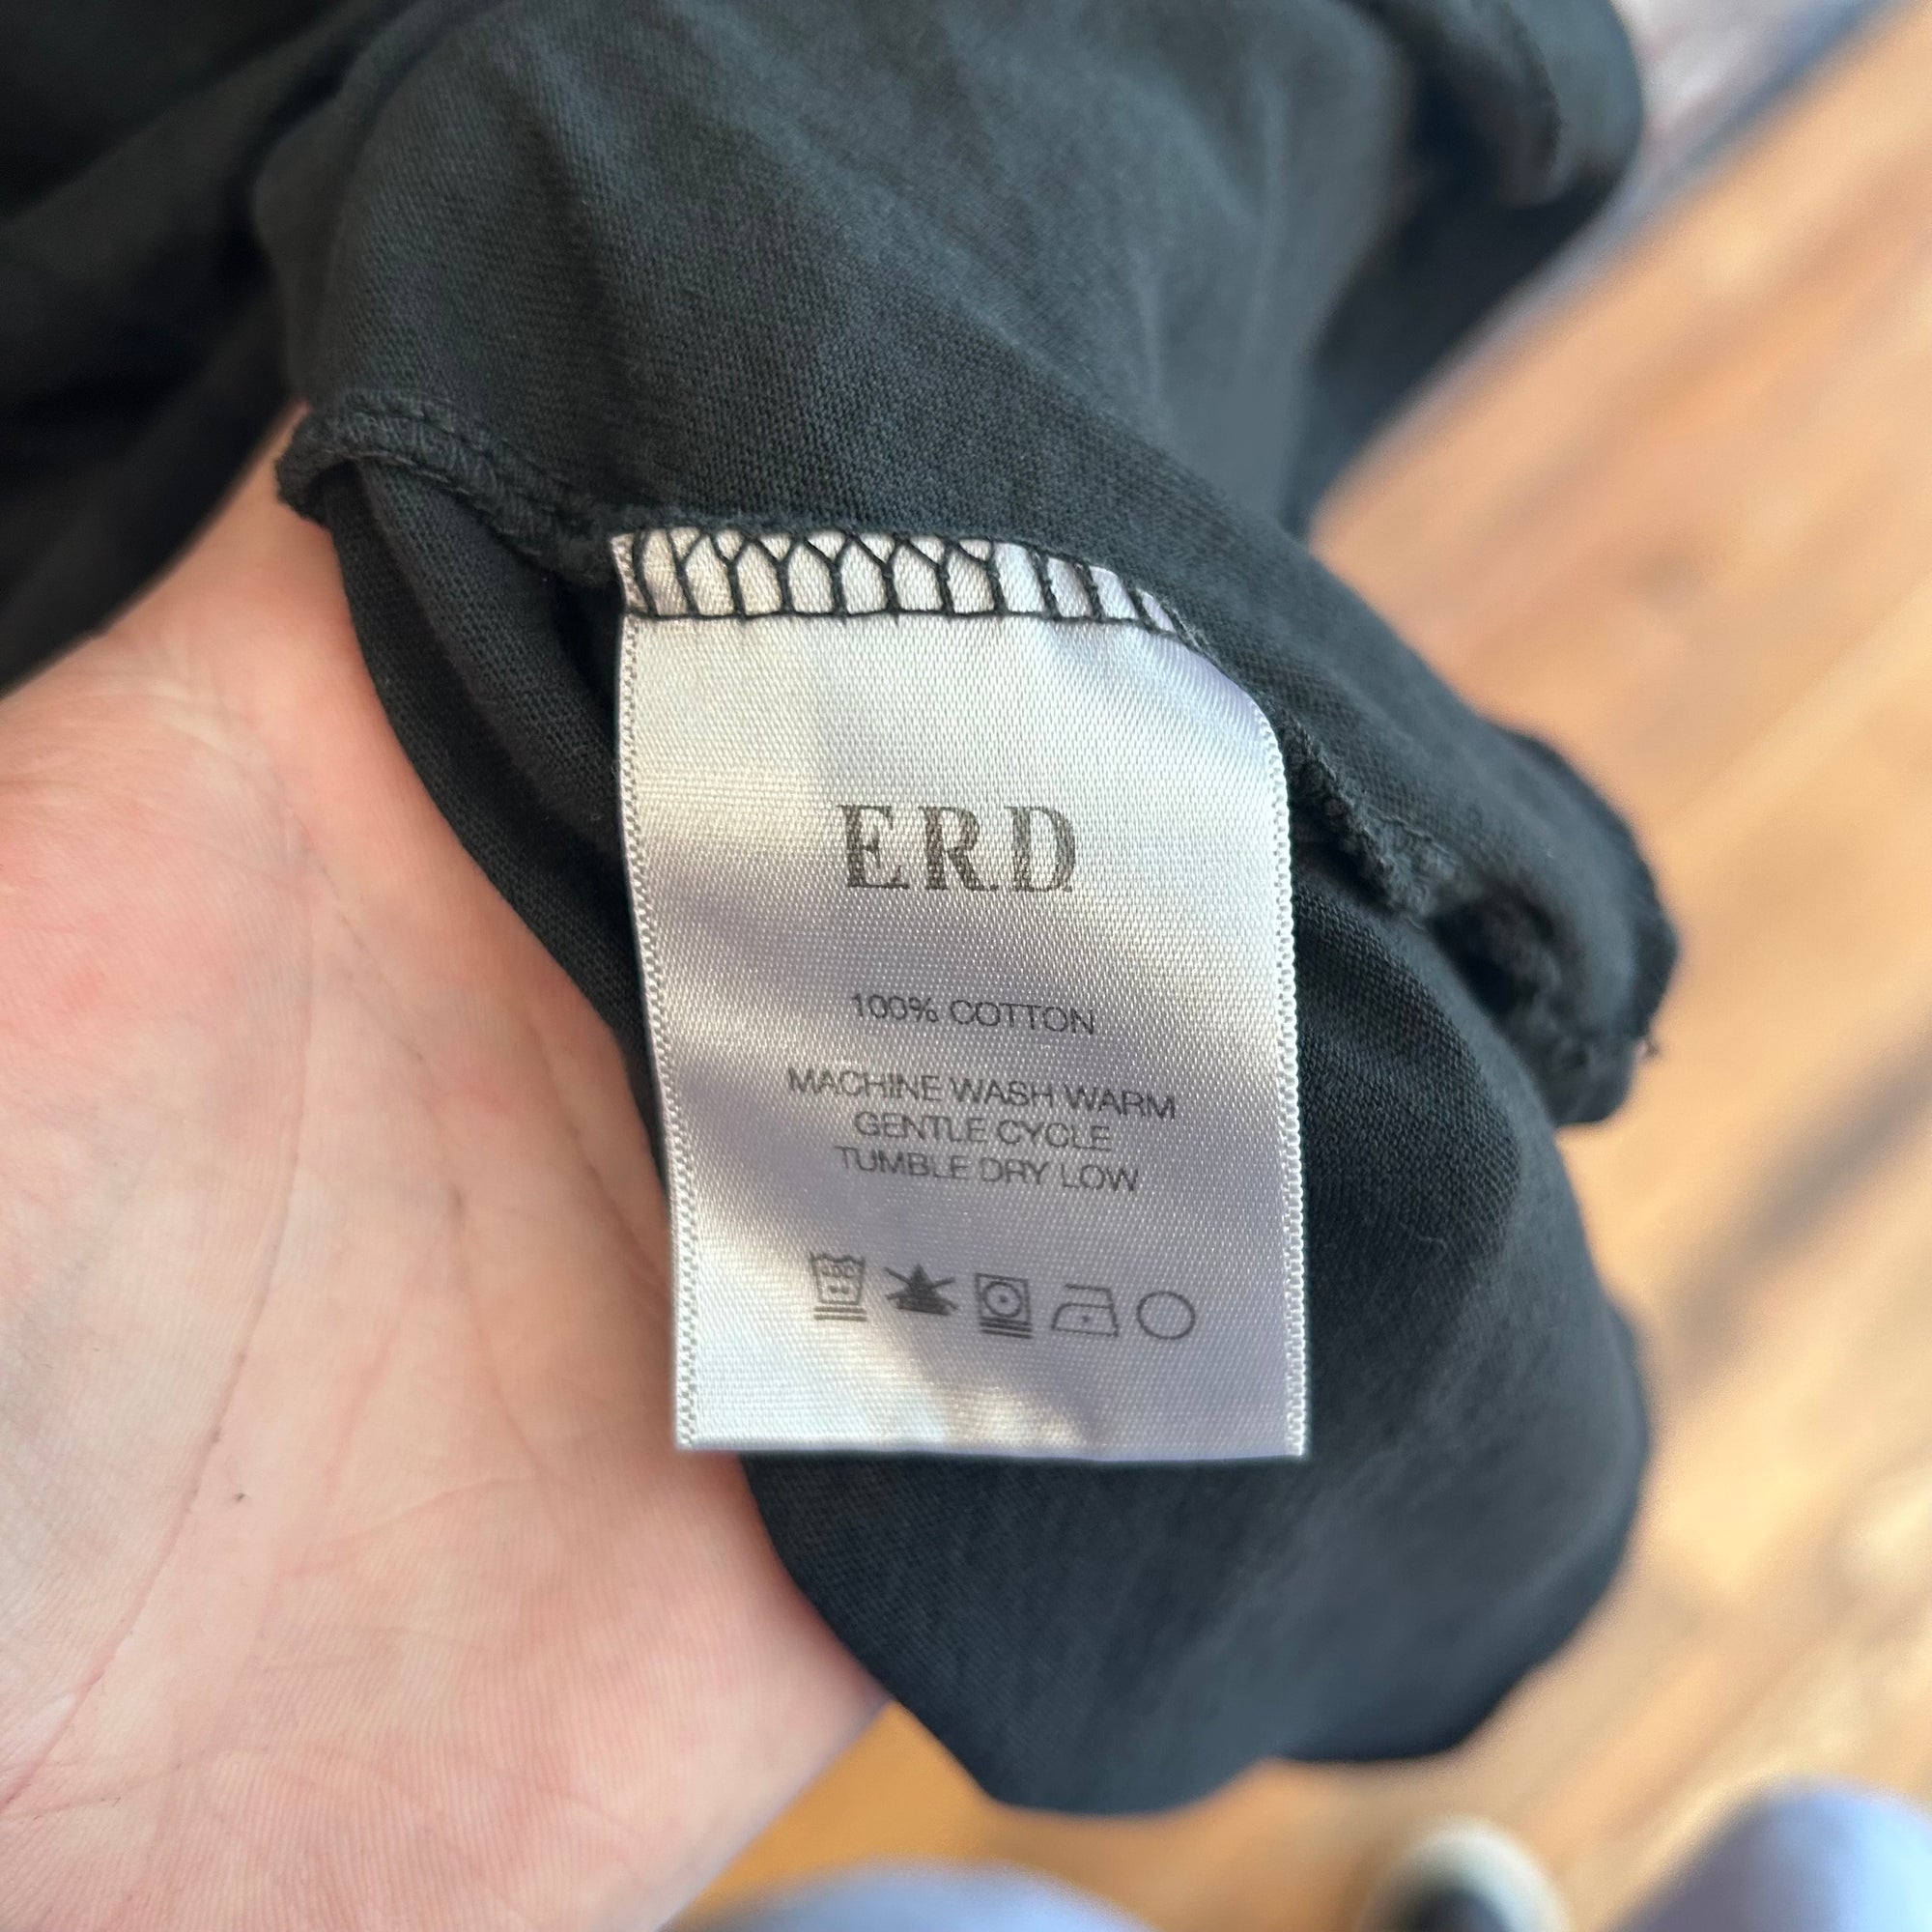 ERD
100% COTTON
MACHINE WASH WARM
GENTLE CYCLE
TUMBLE DRY LOW